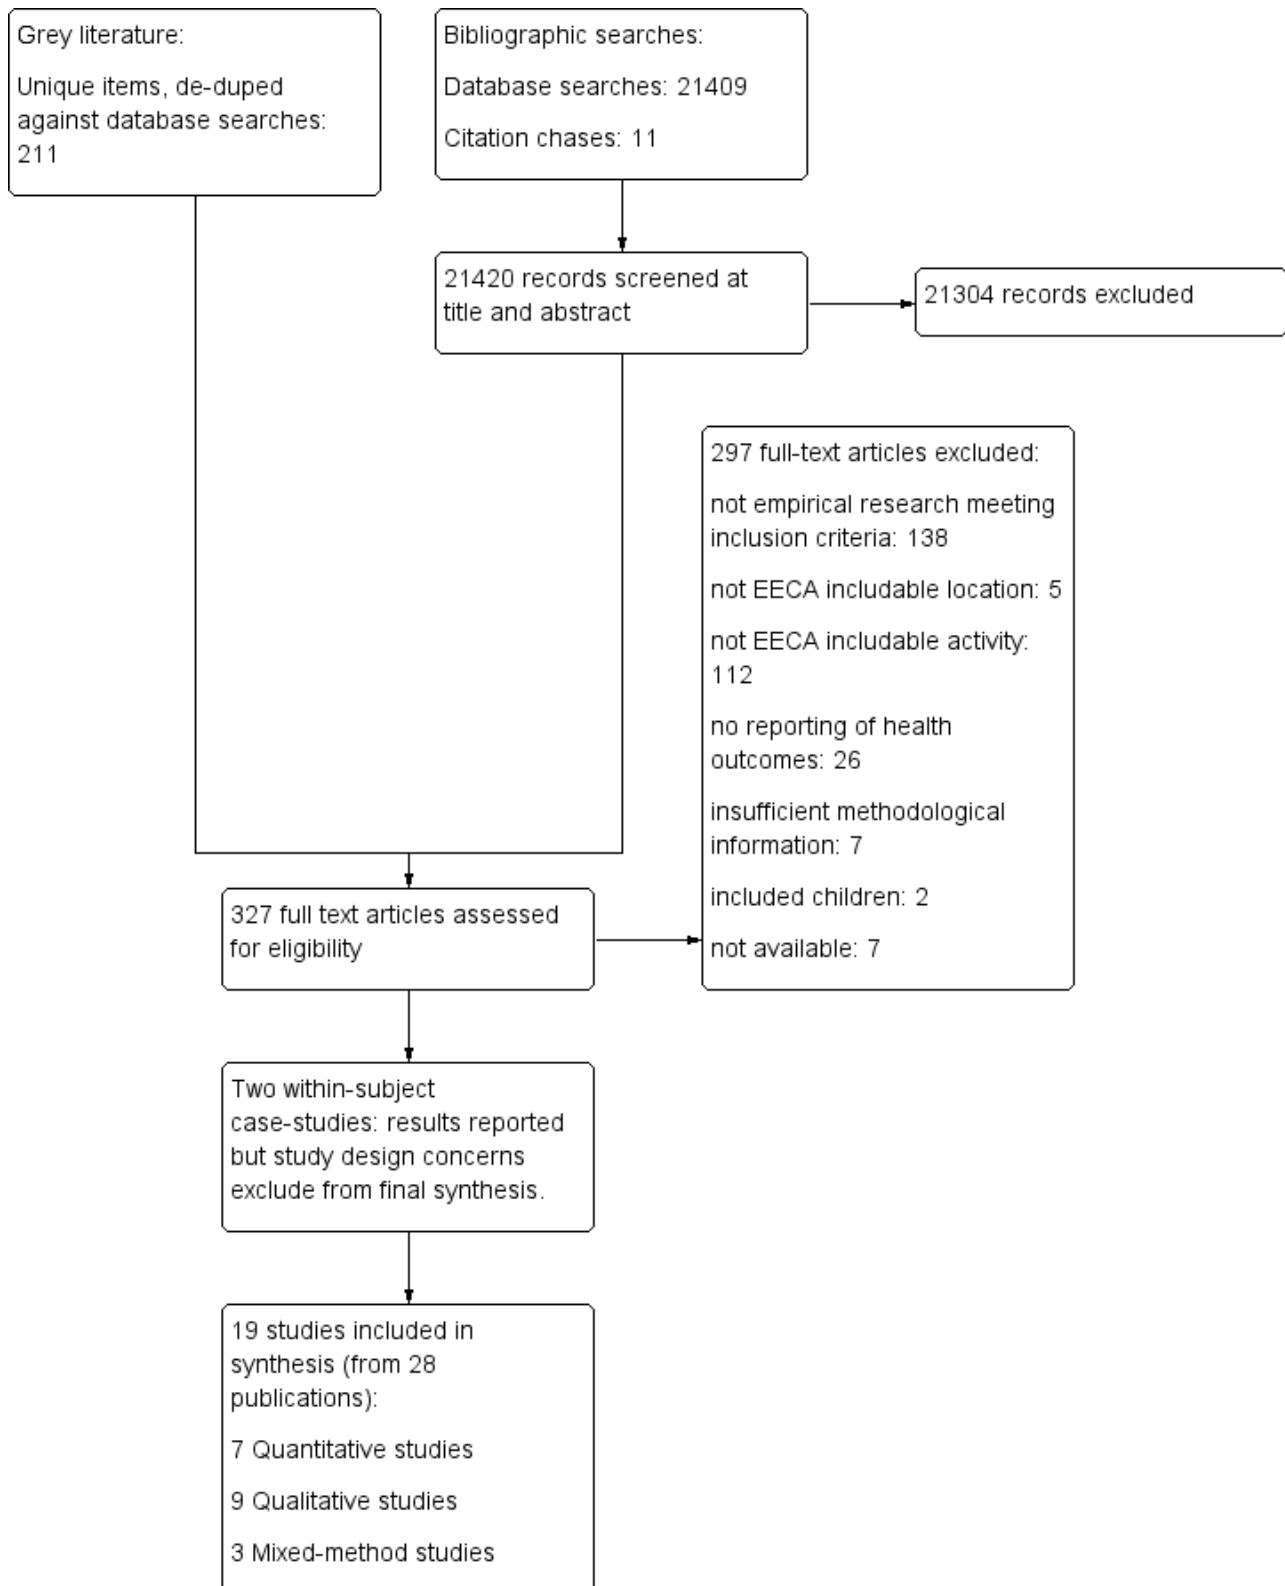 Grey literature:
Unique items, de-duped
against database searches:
211
Bibliographic searches:
Database searches: 21409
Citation chases: 11
21420 records screened at
title and abstract
21304 records excluded
297 full-text articles excluded:
not empirical research meeting
inclusion criteria: 138
not EECA includable location: 5
not EECA includable activity:
112
no reporting of health
outcomes: 26
insufficient methodological
information: 7
included children: 2
not available: 7
327 full text articles assessed
for eligibility
Two within-subject
case-studies: results reported
but study design concerns
exclude from final synthesis.
19 studies included in
synthesis (from 28
publications):
7 Quantitative studies
9 Qualitative studies
3 Mixed-method studies